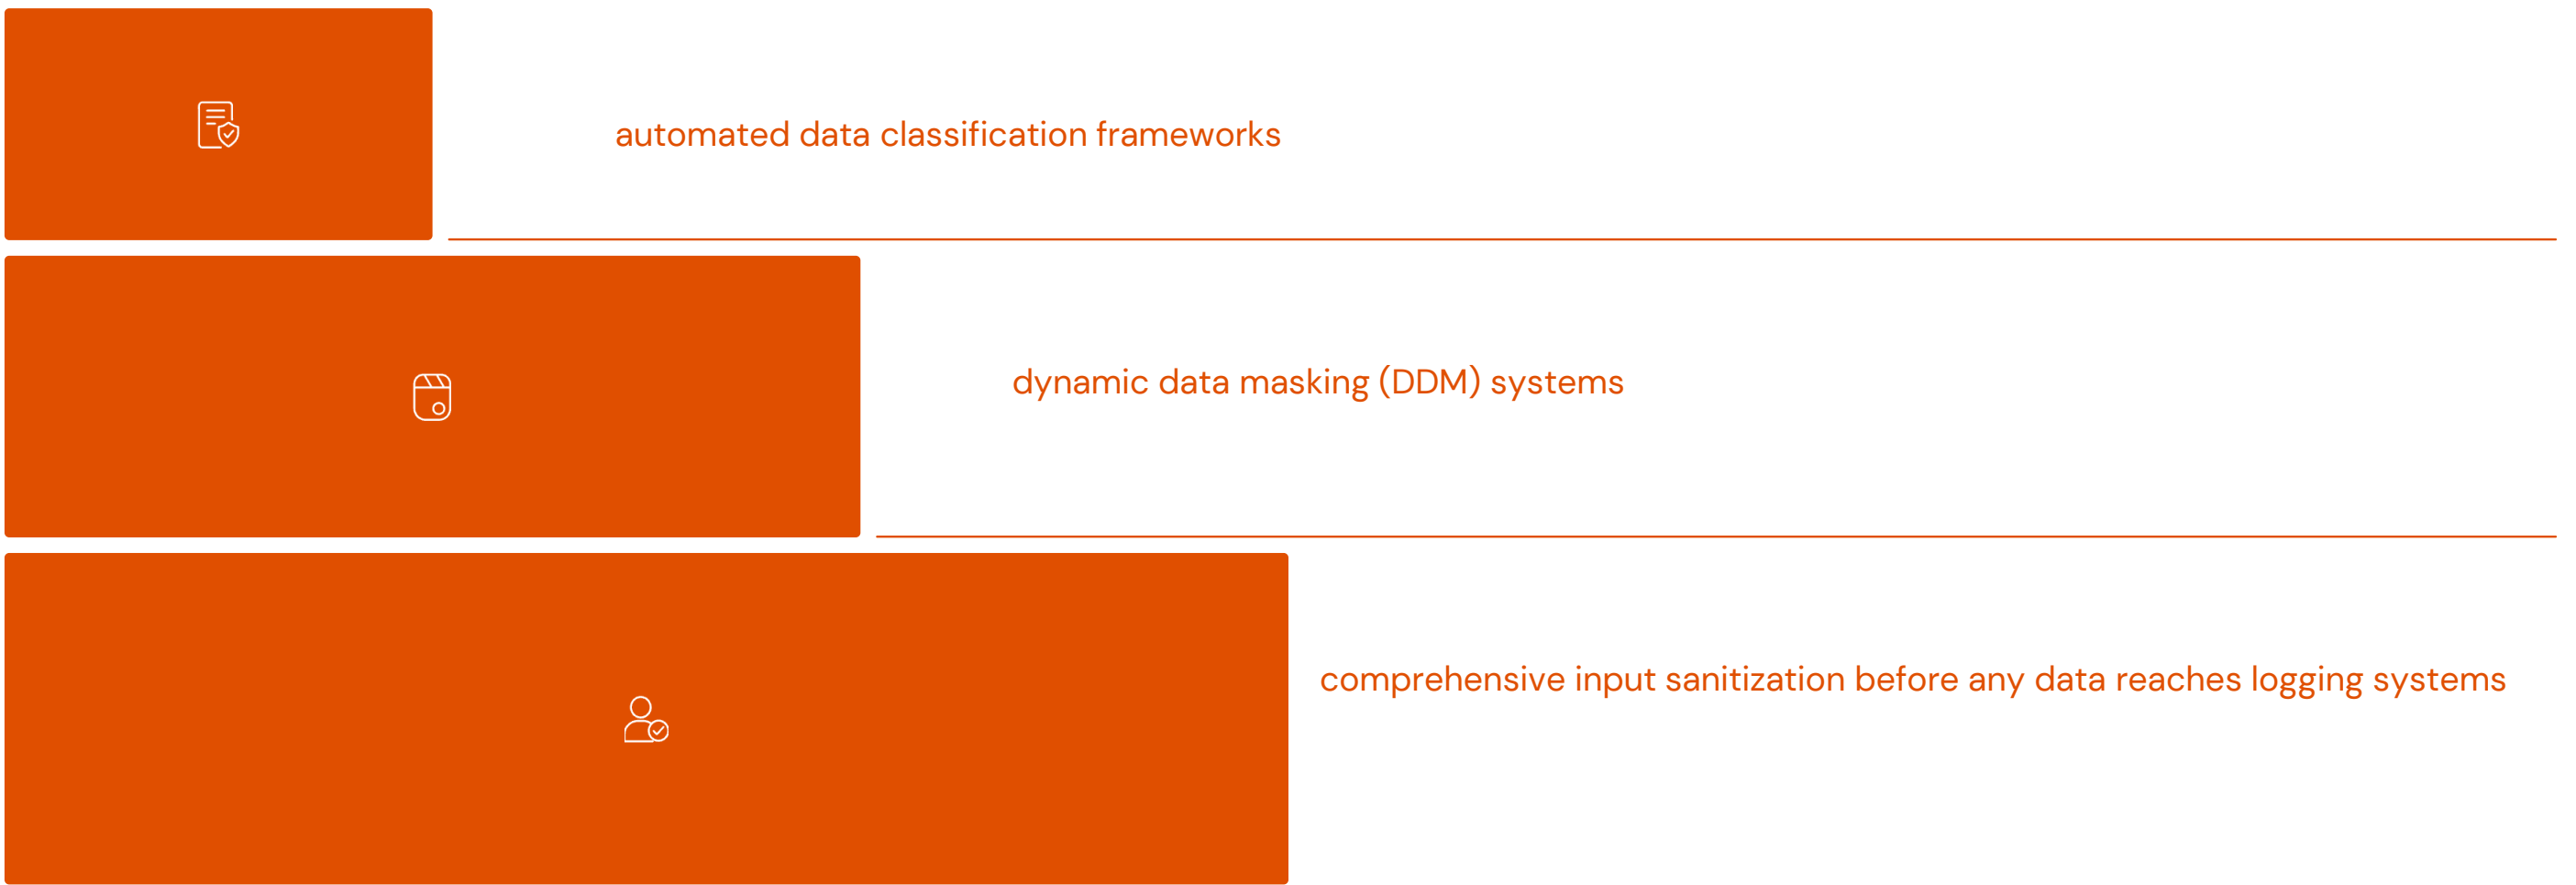 automated data classification frameworks
dynamic data masking (DDM) systems
comprehensive input sanitization before any data reaches logging systems